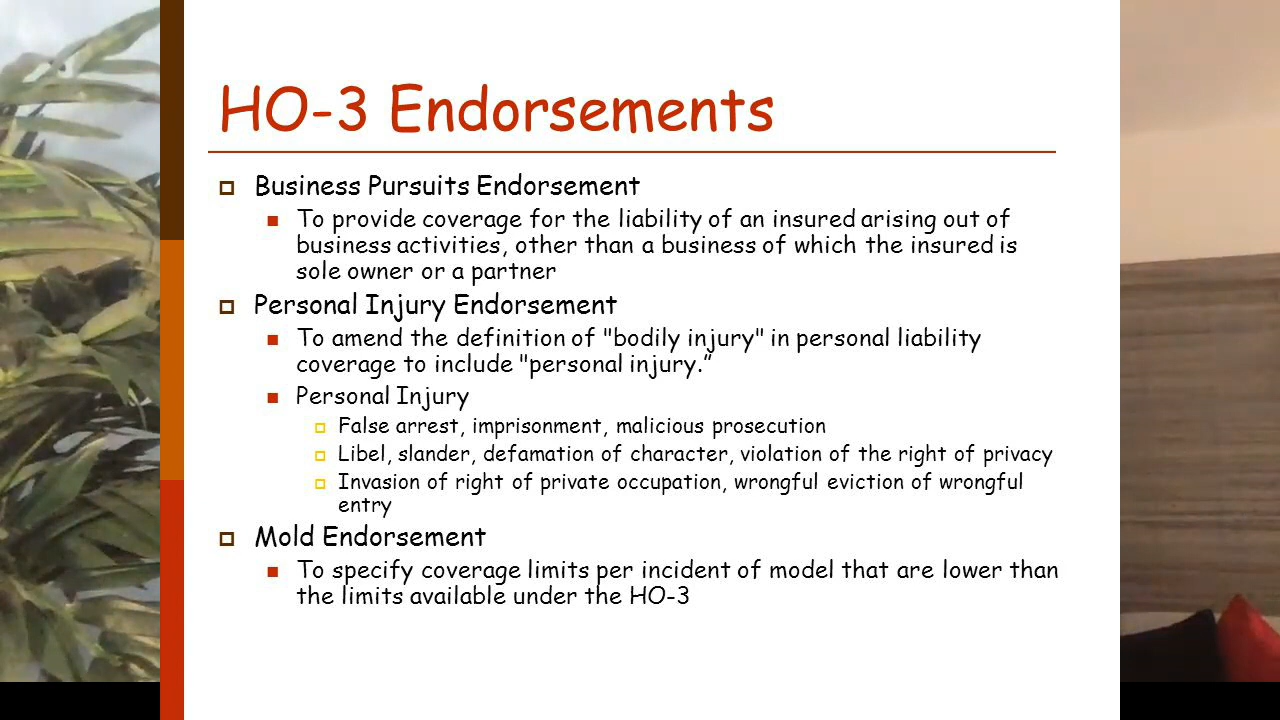 HO-3 Endorsements
Business Pursuits Endorsement
To provide coverage for the liability of an insured arising out of
business activities, other than a business of which the insured is
sole owner or a partner
Personal Injury Endorsement
To amend the definition of "bodily injury" in personal liability
coverage to include "personal injury.”
Personal Injury
False arrest, imprisonment, malicious prosecution
Libel, slander, defamation of character, violation of the right of privacy
Invasion of right of private occupation, wrongful eviction of wrongful
entry
Mold Endorsement
To specify coverage limits per incident of model that are lower than
the limits available under the HO-3